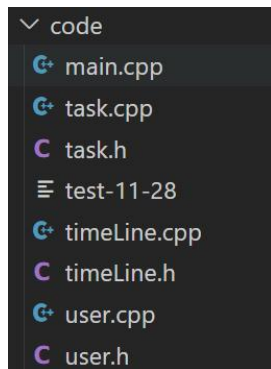 code
main.cpp
task.cpp
C task.h
test-11-28
timeLine.cpp
C timeLine.h
user.cpp
C user.h